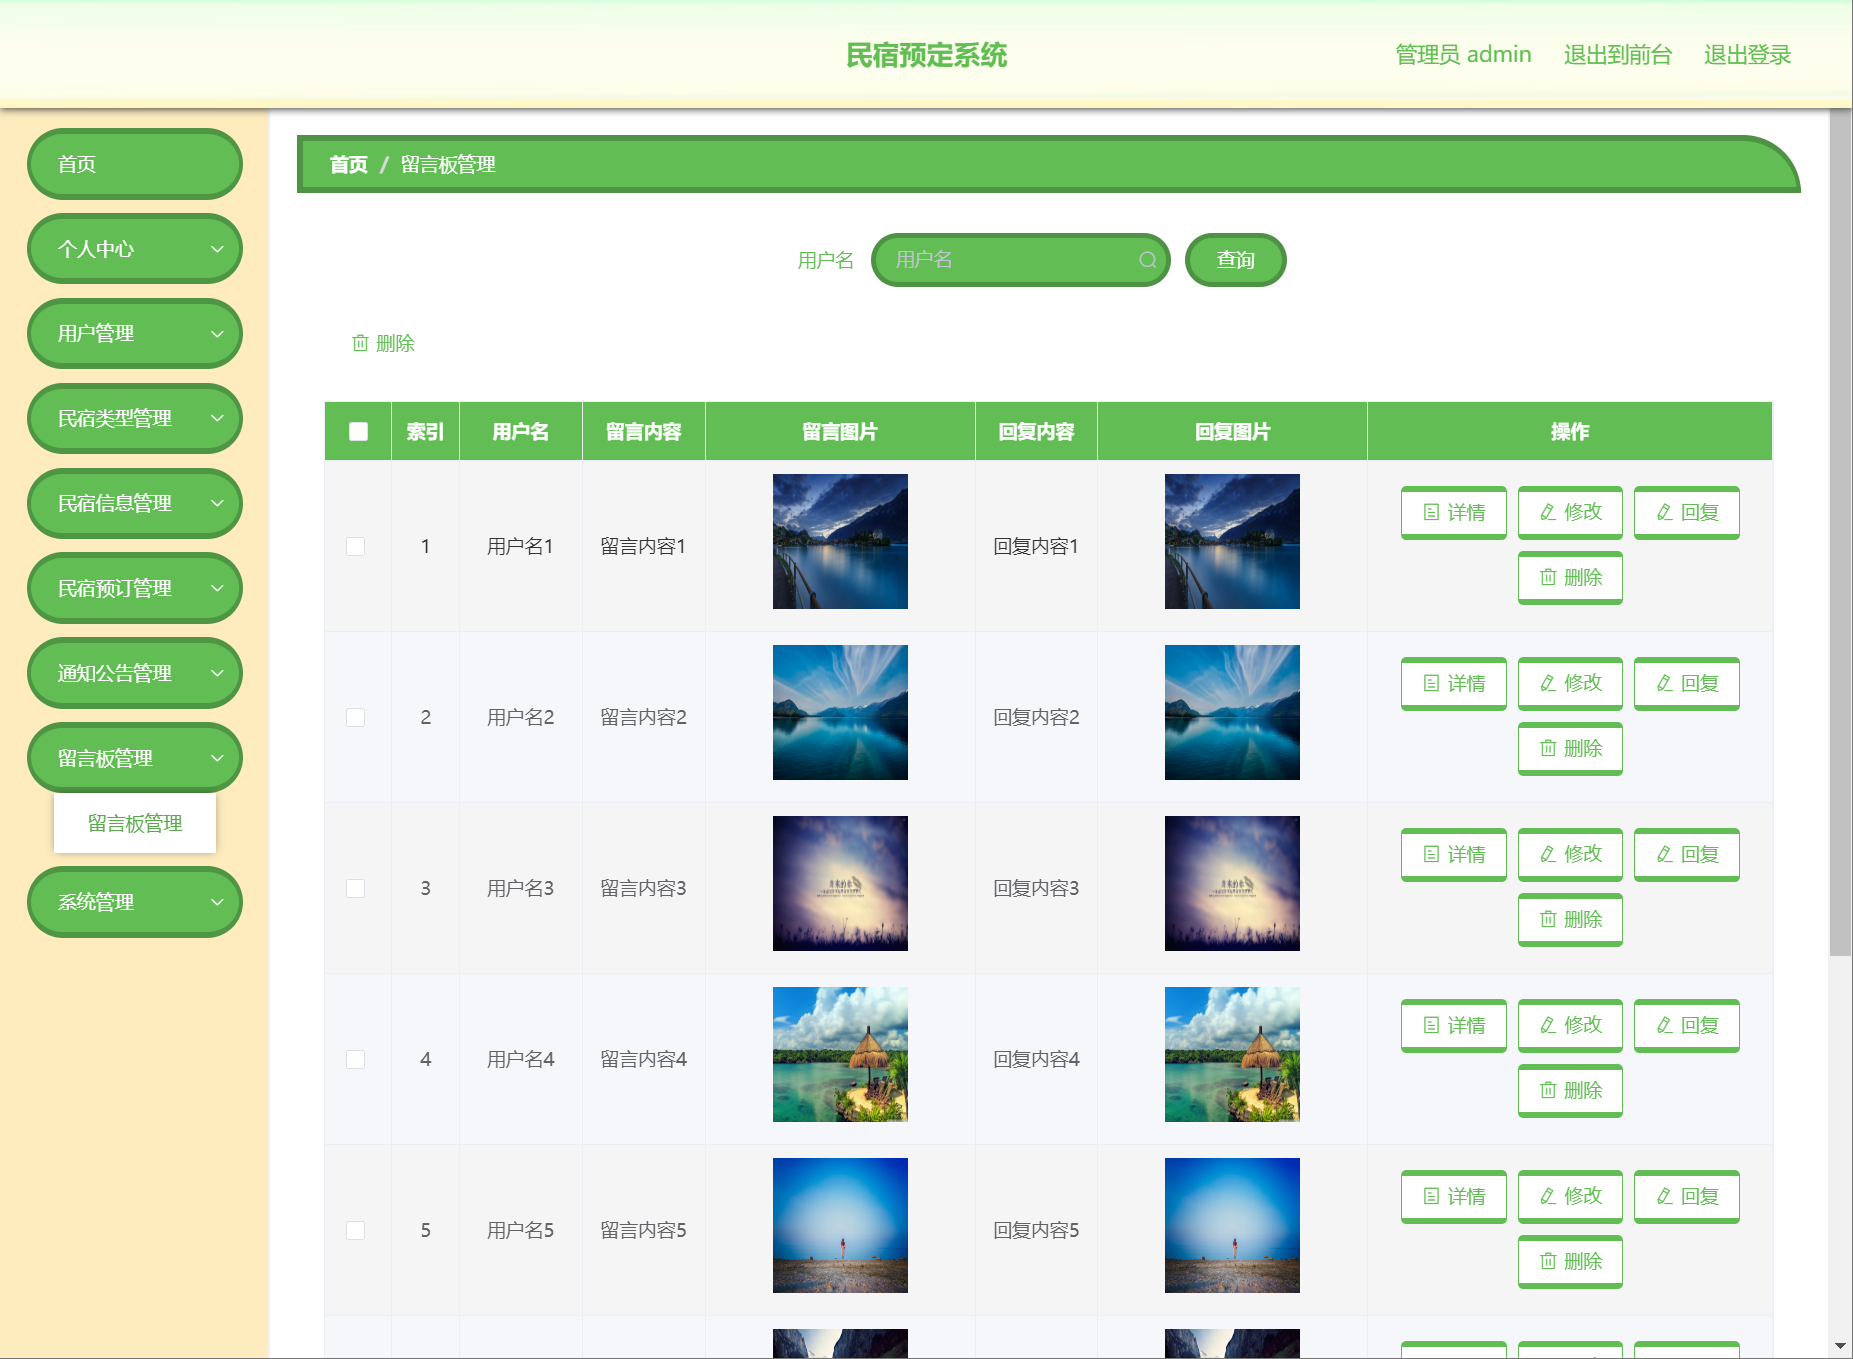 民宿预定系统
管理员 admin 退出到前台 退出登录
首页
个人中心
用户管理
民宿类型管理
民宿信息管理
民宿预订管理
通知公告管理
留言板管理
留言板管理
系统管理
首页 / 留言板管理
用户名 用户名 查询
删除
索引 用户名 留言内容 留言图片 回复内容 回复图片 操作
1 用户名1 留言内容1 回复内容1 详情 修改 回复
删除
2 用户名2 留言内容2 回复内容2 详情 修改 回复
删除
3 用户名3 留言内容3 回复内容3 详情 修改 回复
删除
4 用户名4 留言内容4 回复内容4 详情 修改 回复
删除
5 用户名5 留言内容5 回复内容5 详情 修改 回复
删除